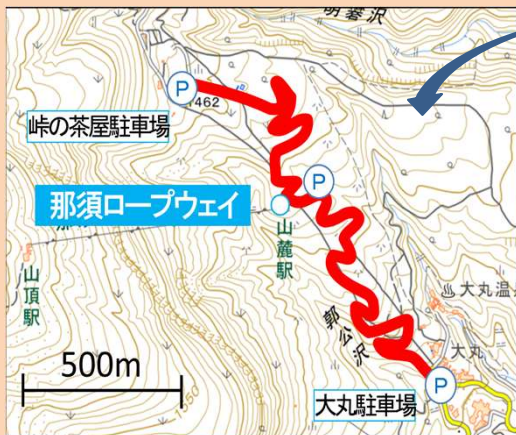 明礬沢
P
1462
峠の茶屋駐車場
P
那須ロープウェイ
山麓駅
山頂駅
郭公沢
大丸温
大丸
500m
P
大丸駐車場